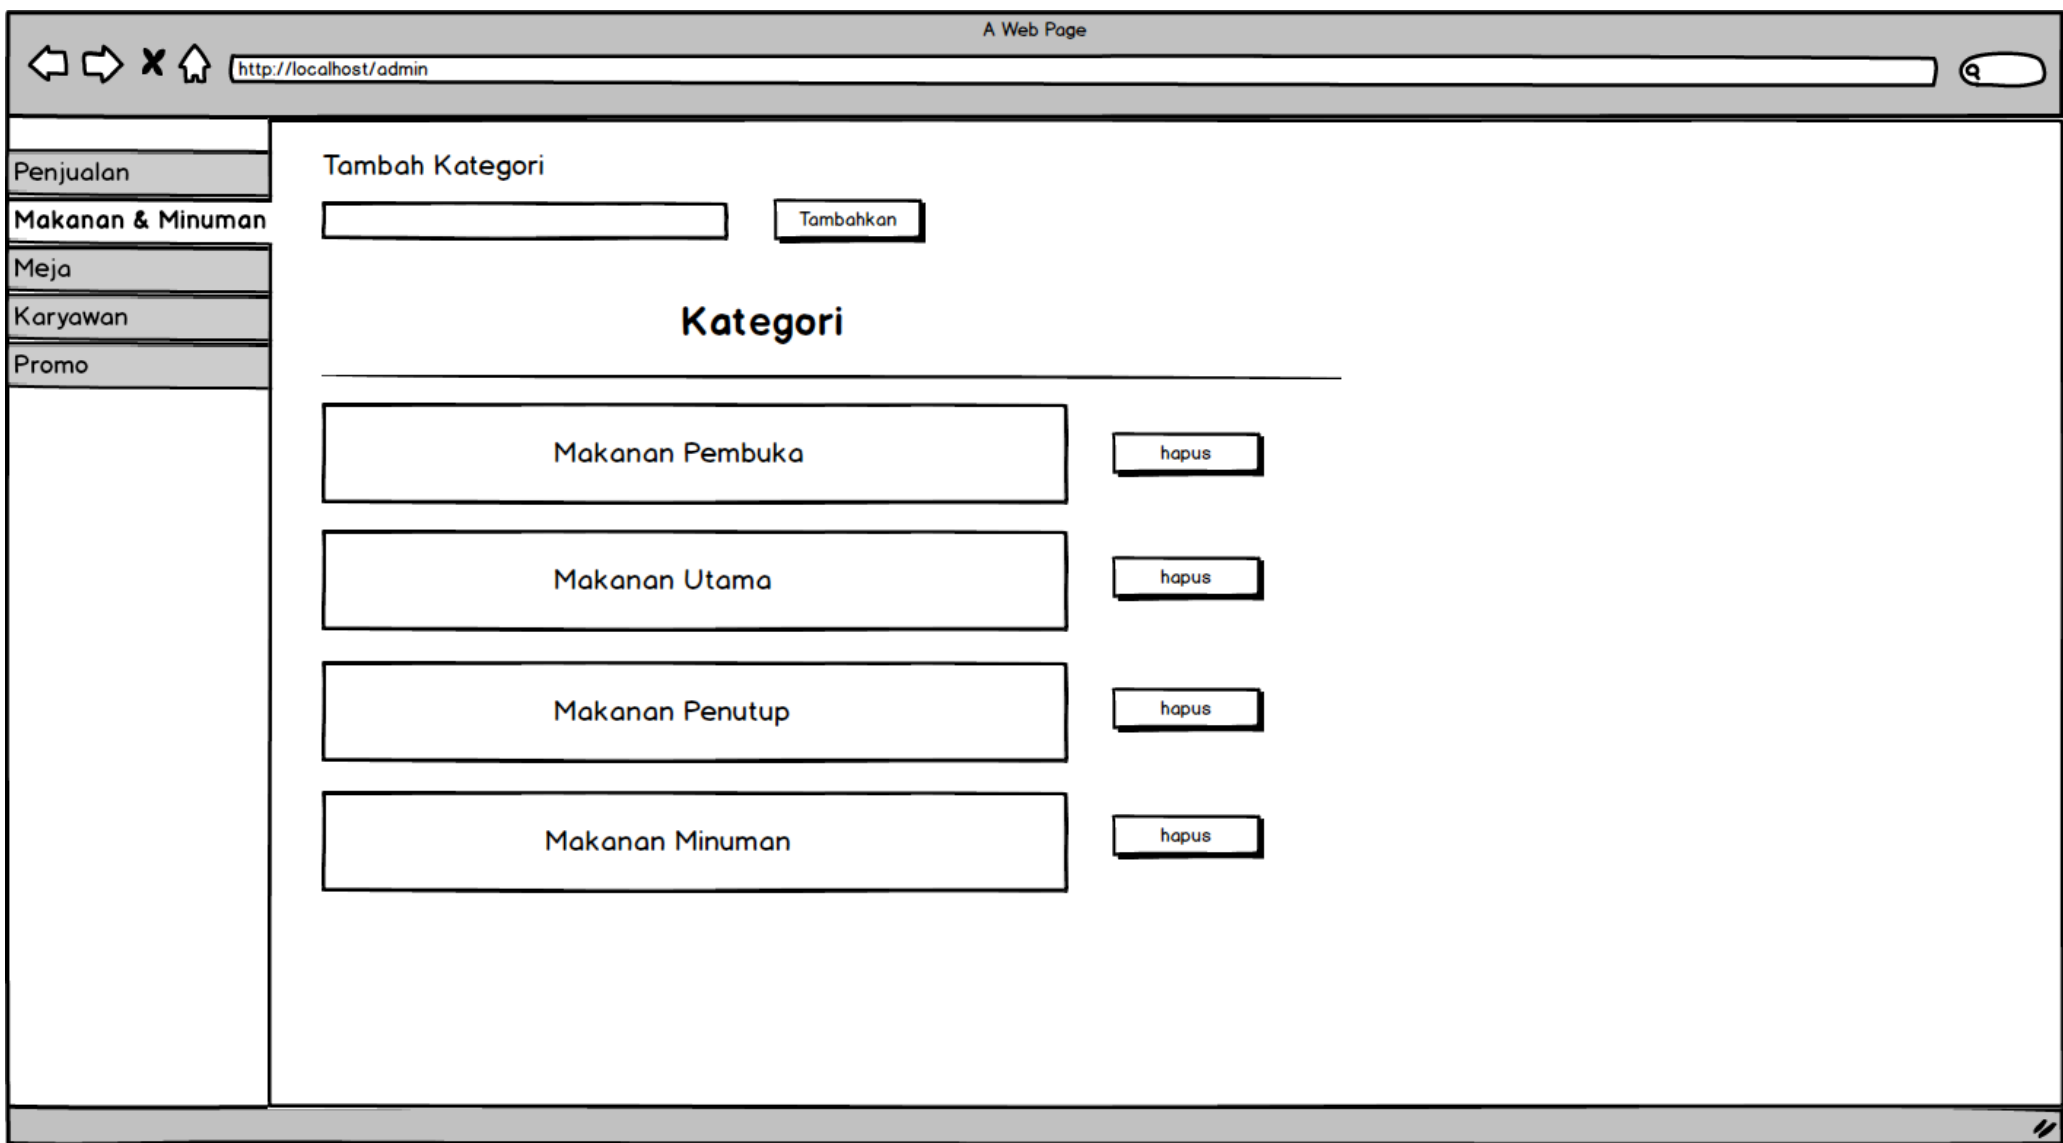 A Web Page
http://localhost/admin
Penjualan
Makanan & Minuman
Meja
Karyawan
Promo
Tambah Kategori
Tambahkan
Kategori
Makanan Pembuka
hapus
Makanan Utama
hapus
Makanan Penutup
hapus
Makanan Minuman
hapus